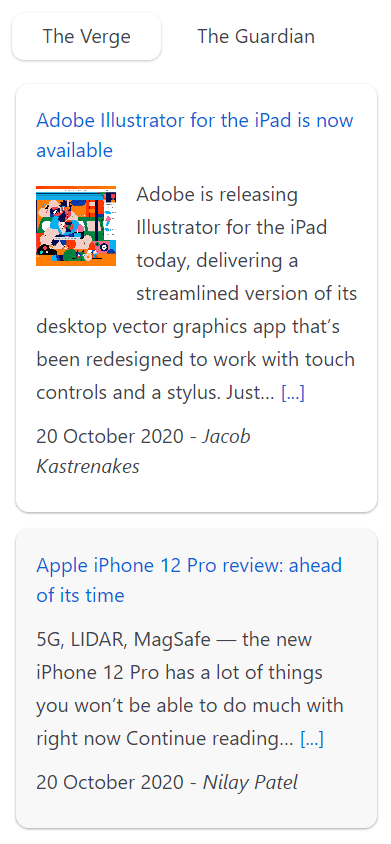 The Verge
The Guardian
Adobe Illustrator for the iPad is now
available
Adobe is releasing
Illustrator for the iPad
today, delivering a
streamlined version of its
desktop vector graphics app that’s
been redesigned to work with touch
controls and a stylus. Just… [...]
20 October 2020 - Jacob
Kastrenakes
Apple iPhone 12 Pro review: ahead
of its time
5G, LIDAR, MagSafe — the new
iPhone 12 Pro has a lot of things
you won’t be able to do much with
right now Continue reading… [...]
20 October 2020 - Nilay Patel